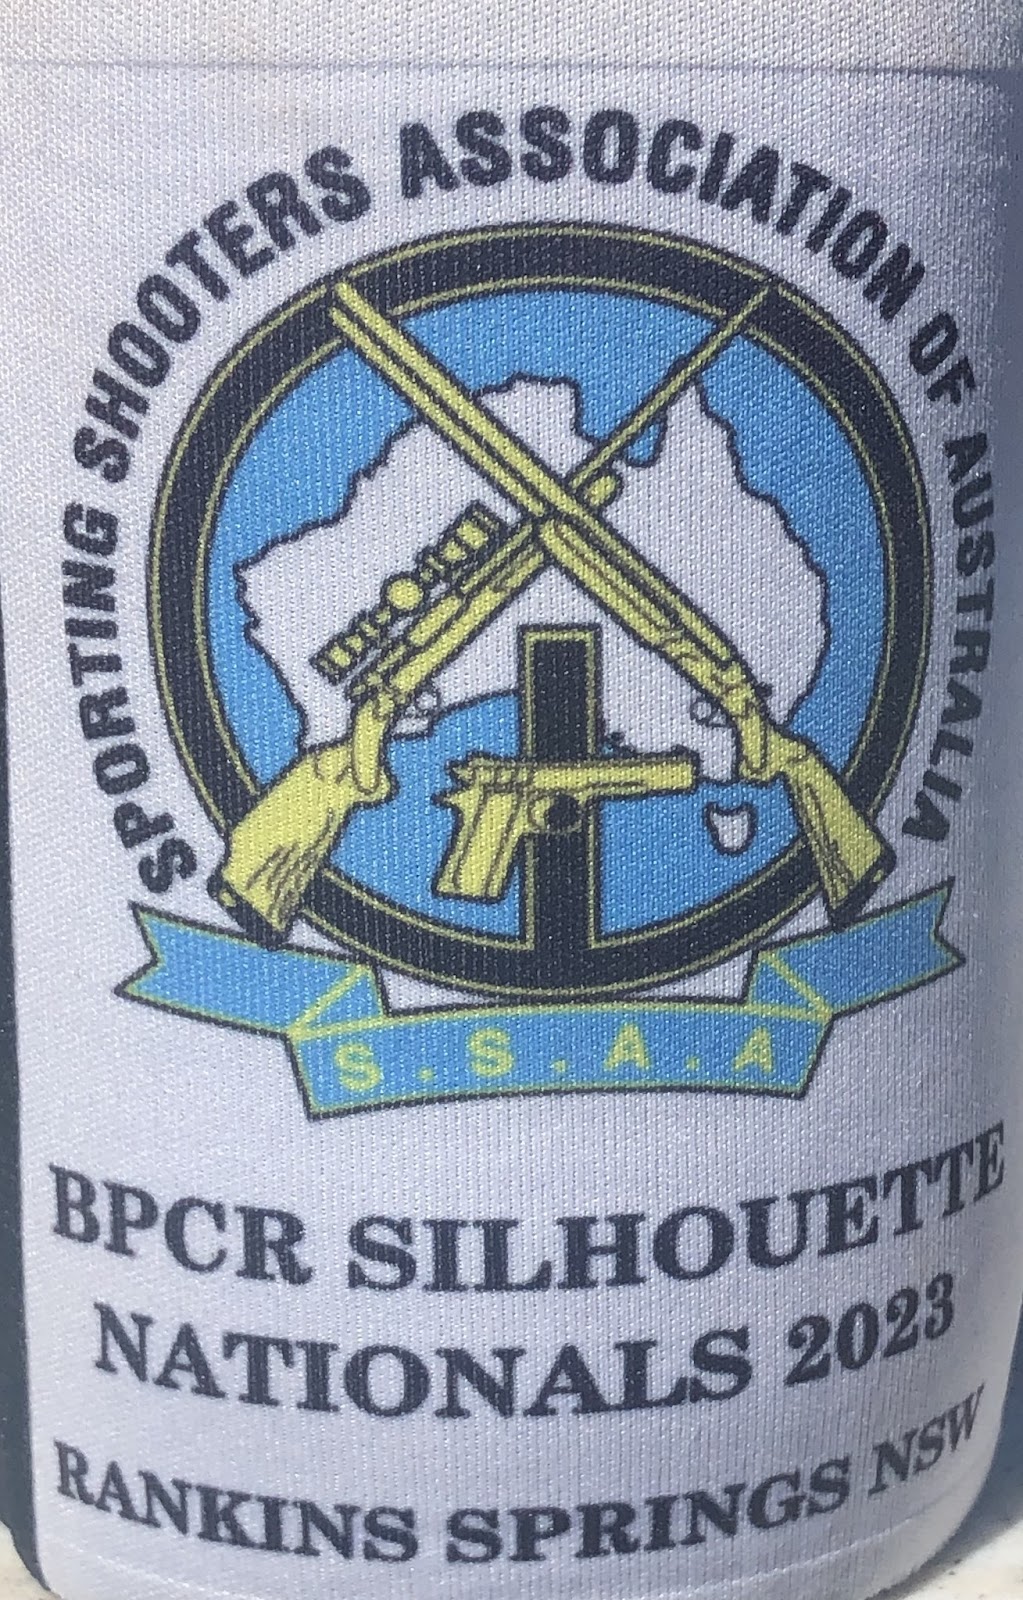 SPORTING SHOOTERS ASSOCIATION OF AUSTRALIA
S.S.A.A
BPCR SILHOUETTE
NATIONALS 2023
RANKINS SPRINGS NSW